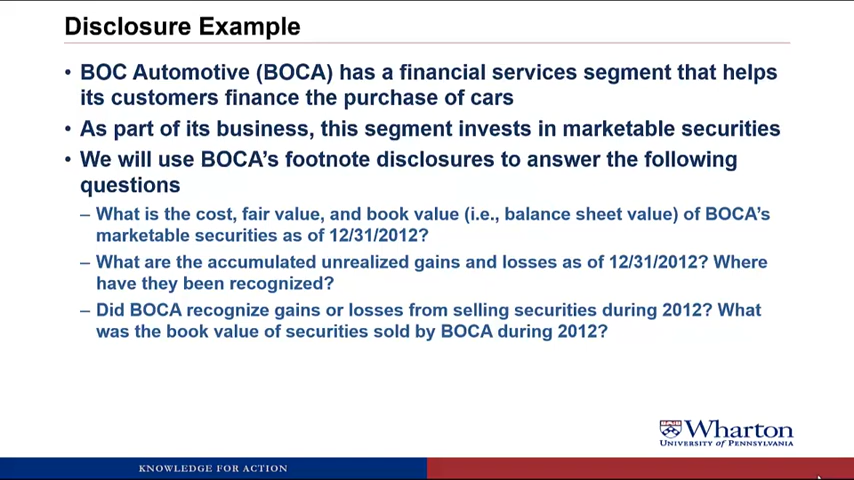 Disclosure Example
• BOC Automotive (BOCA) has a financial services segment that helps
its customers finance the purchase of cars
• As part of its business, this segment invests in marketable securities
• We will use BOCA's footnote disclosures to answer the following
questions
– What is the cost, fair value, and book value (i.e., balance sheet value) of BOCA's
marketable securities as of 12/31/2012?
– What are the accumulated unrealized gains and losses as of 12/31/2012? Where
have they been recognized?
– Did BOCA recognize gains or losses from selling securities during 2012? What
was the book value of securities sold by BOCA during 2012?
Wharton
UNIVERSITY OF PENNSYLVANIA
KNOWLEDGE FOR ACTION